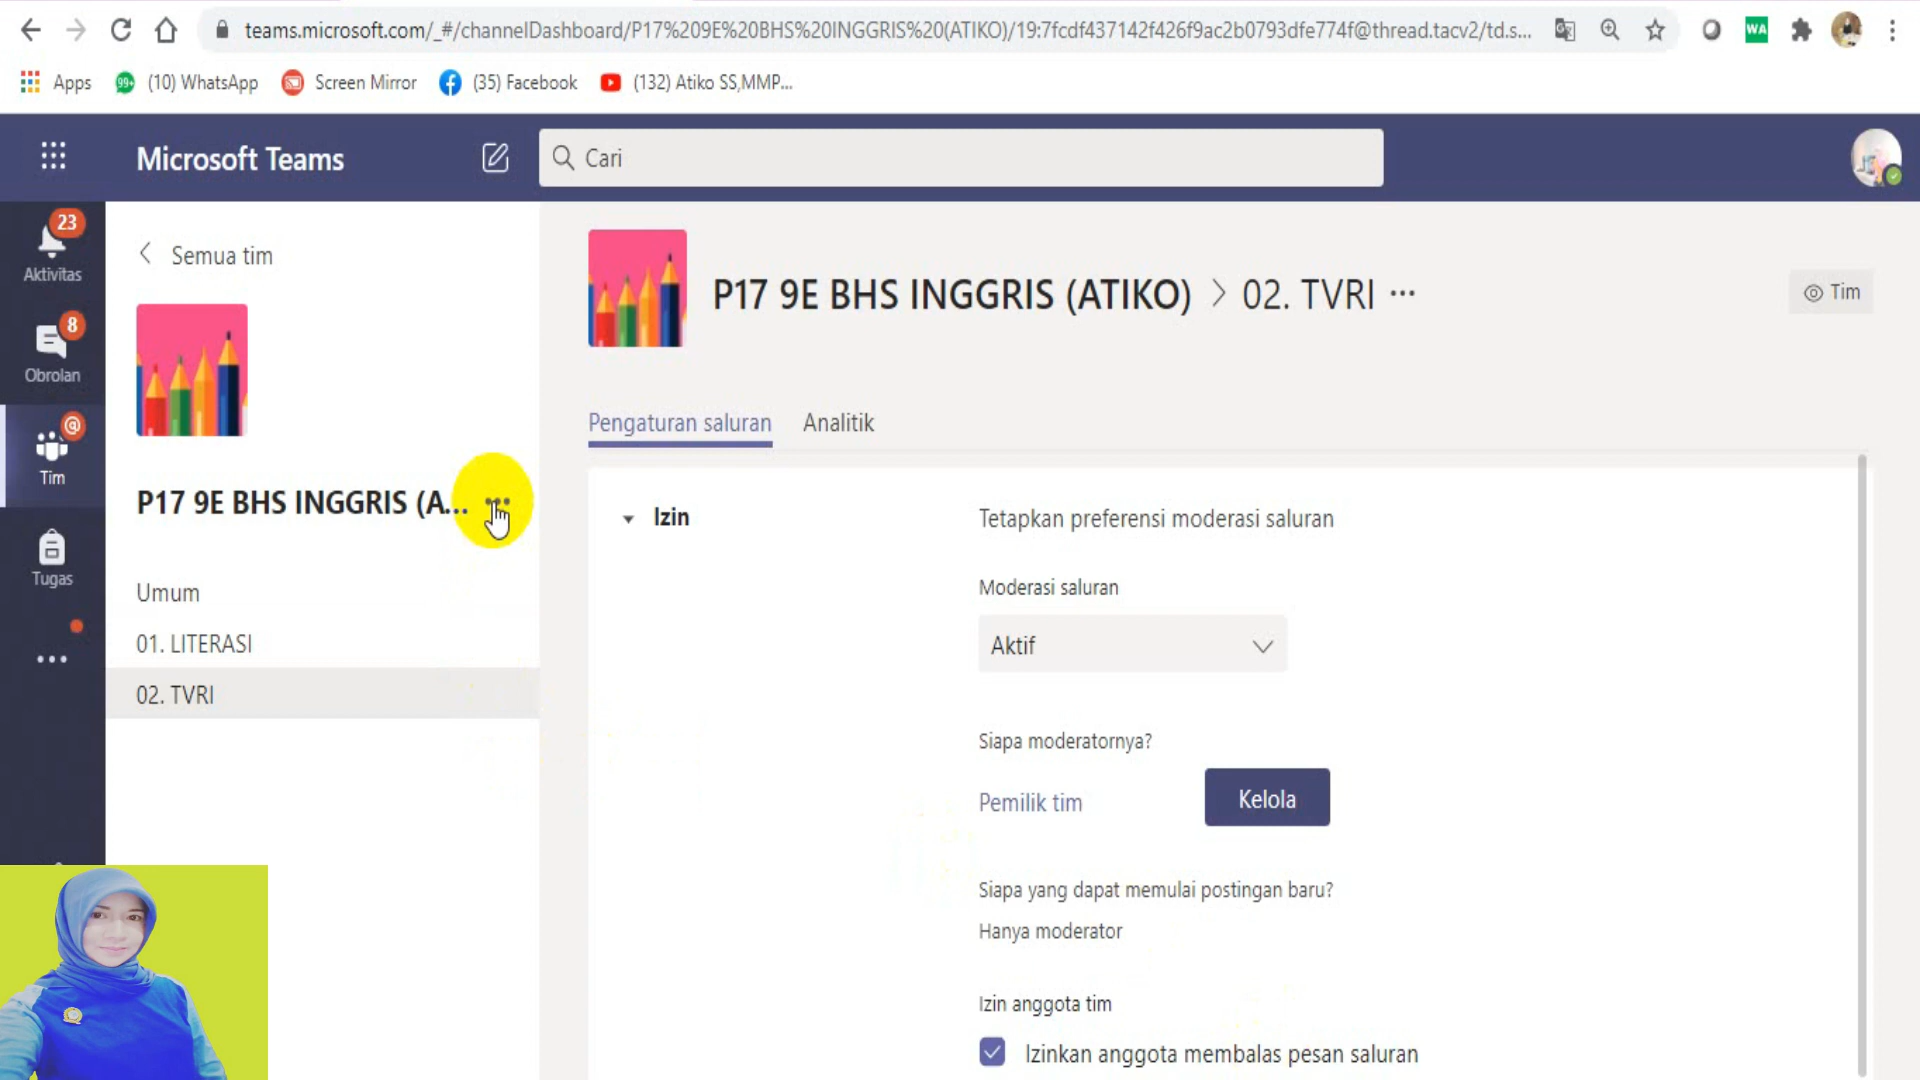 teams.microsoft.com/_#/channelDashboard/P17%209E%20BHS%20INGGRIS%20(ATIKO)/19:7fcdf437142f426f9ac2b0793dfe774f@thread.tacv2/td.s...
WA
Apps
99+
(10) WhatsApp
Screen Mirror
(35) Facebook
(132) Atiko SS,MMP...
Microsoft Teams
Cari
23
Aktivitas
8
Obrolan
@
Tim
Tugas
Semua tim
P17 9E BHS INGGRIS (A...
Umum
01. LITERASI
02. TVRI
P17 9E BHS INGGRIS (ATIKO) > 02. TVRI ...
Tim
Pengaturan saluran
Analitik
Izin
Tetapkan preferensi moderasi saluran
Moderasi saluran
Aktif
Siapa moderatornya?
Pemilik tim
Kelola
Siapa yang dapat memulai postingan baru?
Hanya moderator
Izin anggota tim
Izinkan anggota membalas pesan saluran